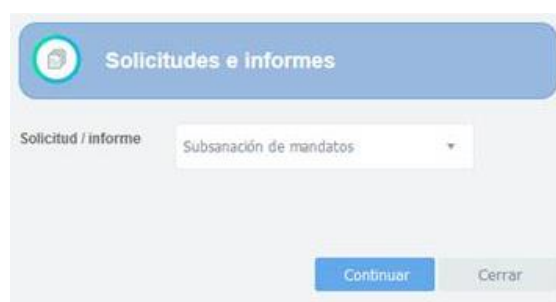 Solicitudes e informes
Solicitud / informe
Subsanación de mandatos
Continuar
Cerrar